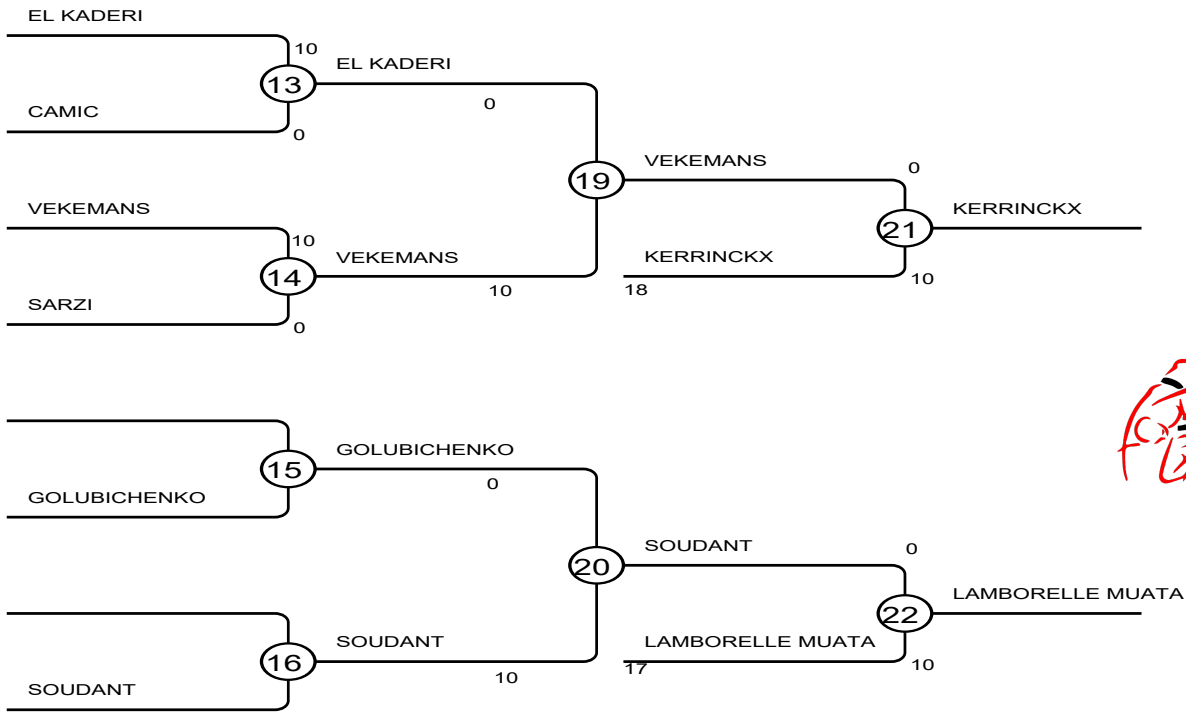 EL KADERI
10
13
EL KADERI
0
CAMIC
0
19
VEKEMANS
0
VEKEMANS
10
14
VEKEMANS
10
SARZI
0
KERRINCKX
18
21
KERRINCKX
10
15
GOLUBICHENKO
0
GOLUBICHENKO
20
SOUDANT
0
16
SOUDANT
10
SOUDANT
LAMBORELLE MUATA
17
22
LAMBORELLE MUATA
10